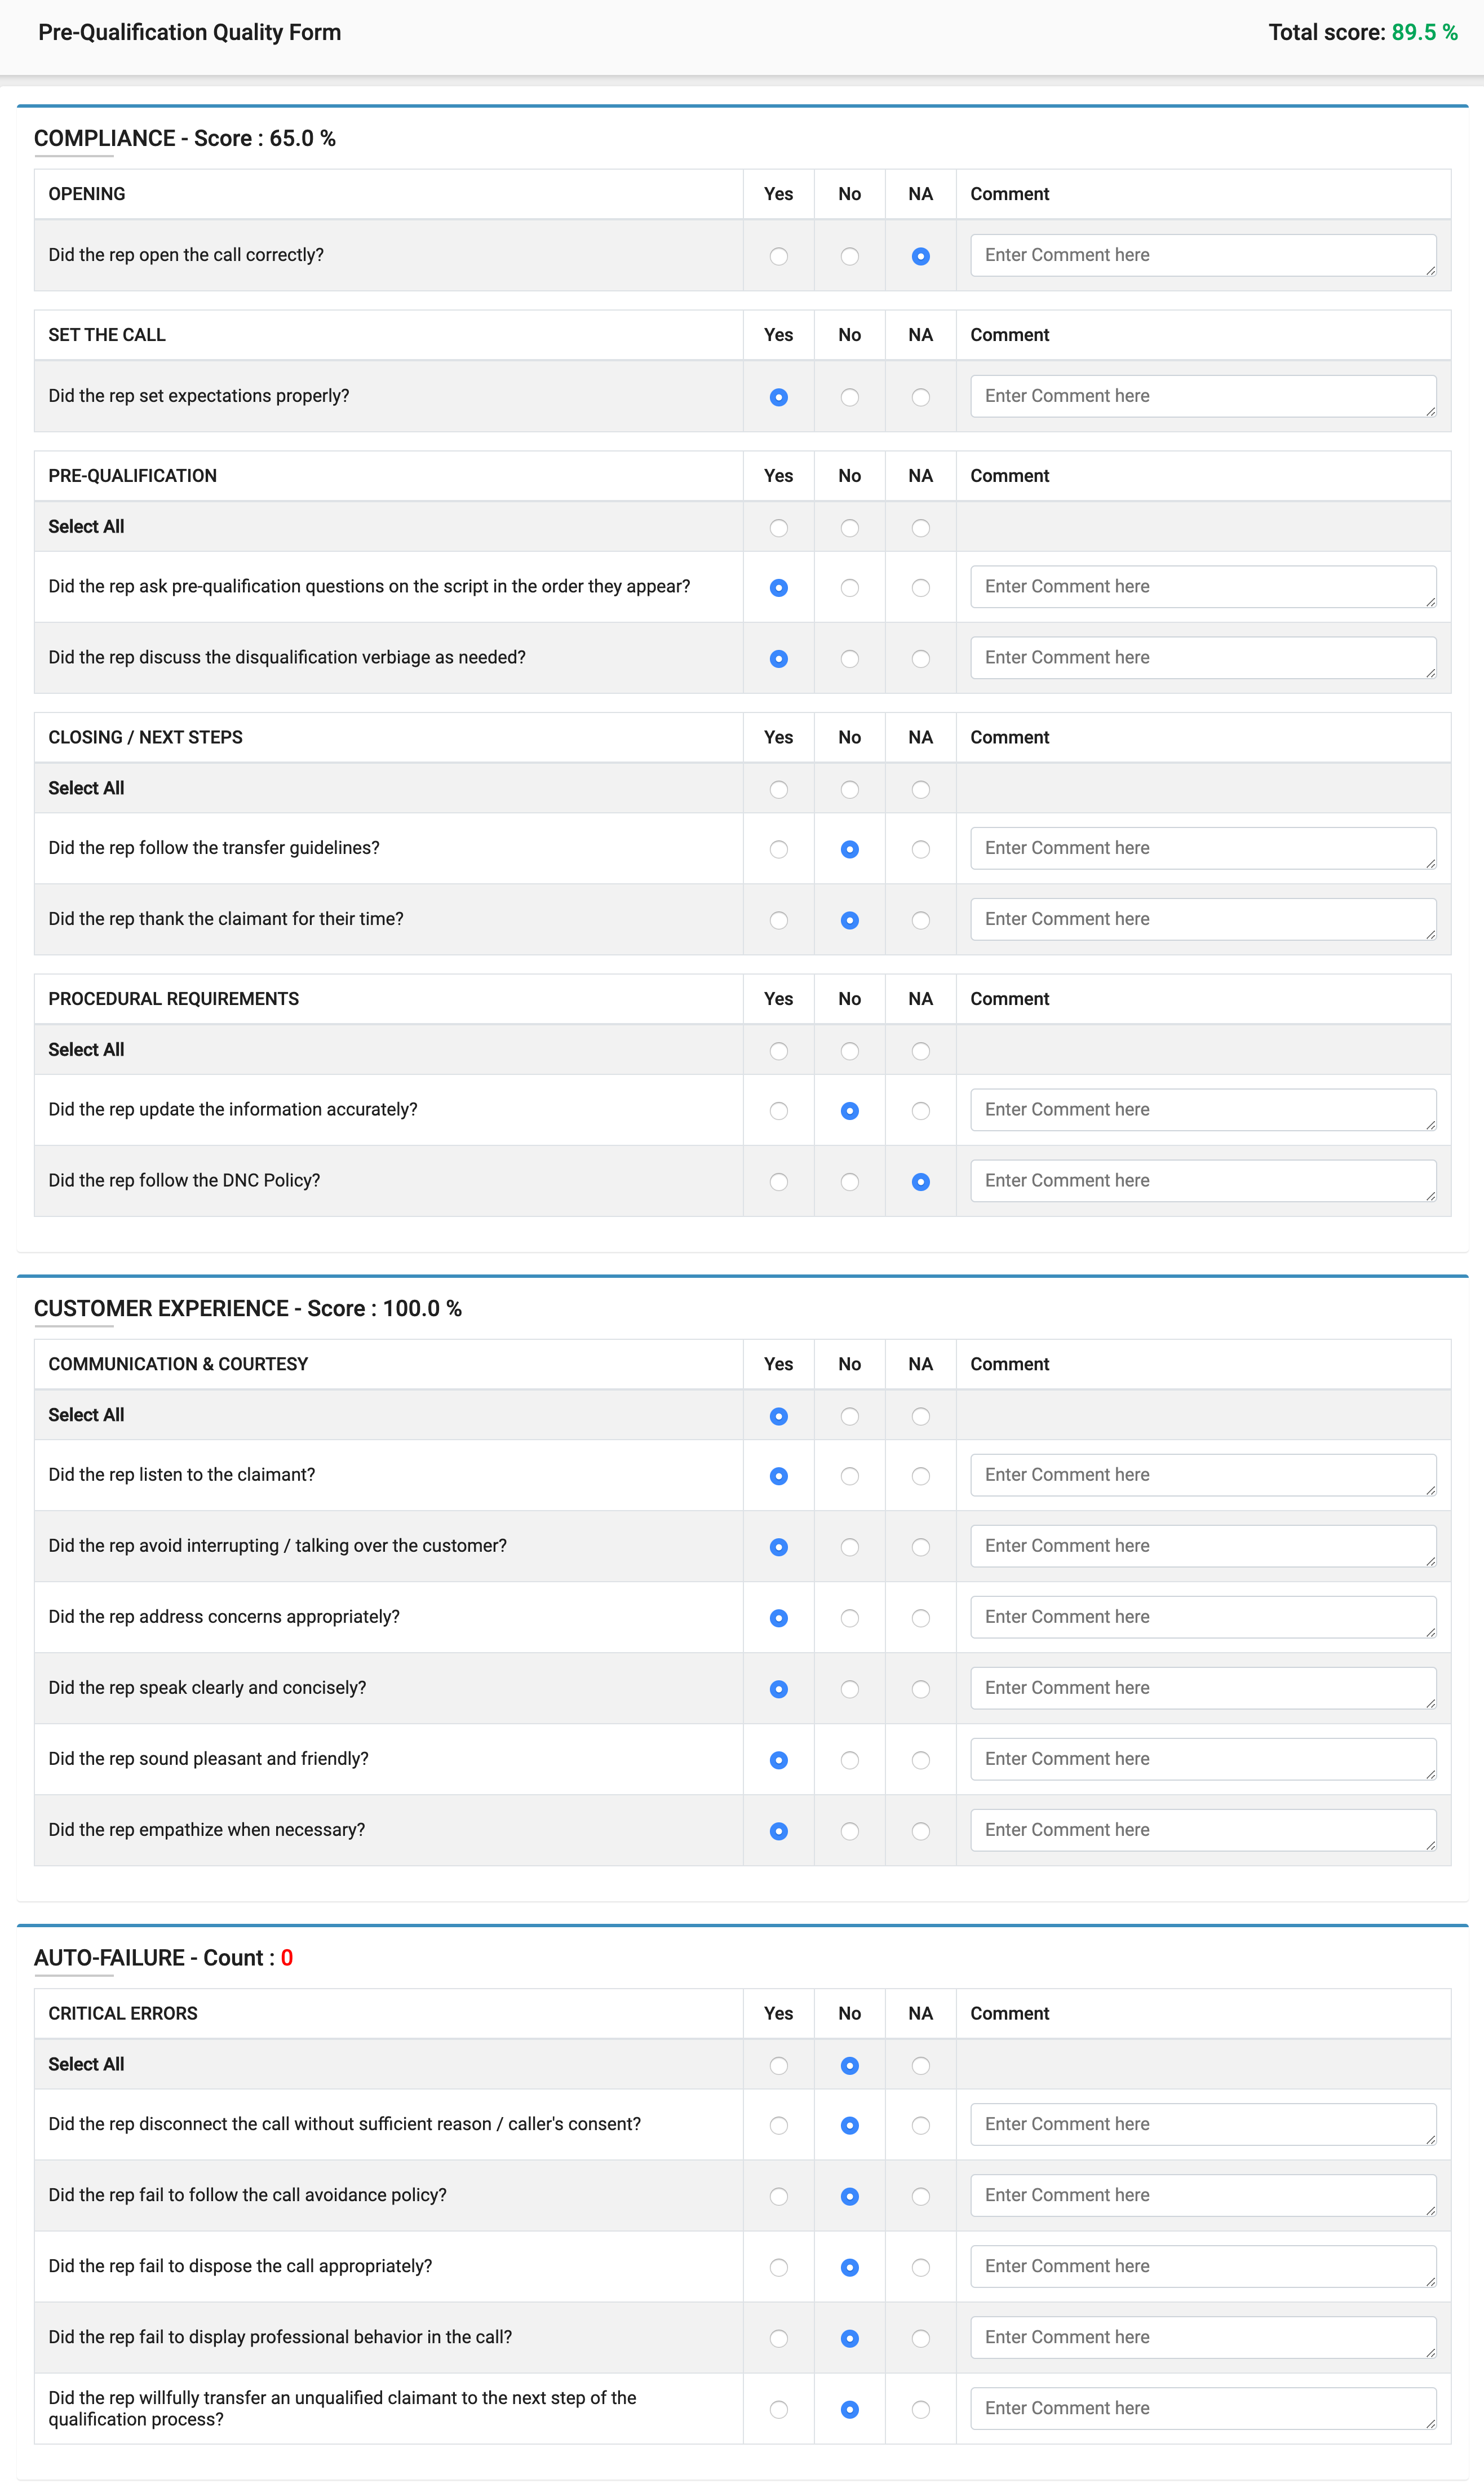 Pre-Qualification Quality Form Total score: 89.5 %
COMPLIANCE - Score : 65.0 %
OPENING Yes No NA Comment
Did the rep open the call correctly? Enter Comment here
SET THE CALL Yes No NA Comment
Did the rep set expectations properly? Enter Comment here
PRE-QUALIFICATION Yes No NA Comment
Select All
Did the rep ask pre-qualification questions on the script in the order they appear? Enter Comment here
Did the rep discuss the disqualification verbiage as needed? Enter Comment here
CLOSING / NEXT STEPS Yes No NA Comment
Select All
Did the rep follow the transfer guidelines? Enter Comment here
Did the rep thank the claimant for their time? Enter Comment here
PROCEDURAL REQUIREMENTS Yes No NA Comment
Select All
Did the rep update the information accurately? Enter Comment here
Did the rep follow the DNC Policy? Enter Comment here
CUSTOMER EXPERIENCE - Score : 100.0 %
COMMUNICATION & COURTESY Yes No NA Comment
Select All
Did the rep listen to the claimant? Enter Comment here
Did the rep avoid interrupting / talking over the customer? Enter Comment here
Did the rep address concerns appropriately? Enter Comment here
Did the rep speak clearly and concisely? Enter Comment here
Did the rep sound pleasant and friendly? Enter Comment here
Did the rep empathize when necessary? Enter Comment here
AUTO-FAILURE - Count : 0
CRITICAL ERRORS Yes No NA Comment
Select All
Did the rep disconnect the call without sufficient reason / caller's consent? Enter Comment here
Did the rep fail to follow the call avoidance policy? Enter Comment here
Did the rep fail to dispose the call appropriately? Enter Comment here
Did the rep fail to display professional behavior in the call? Enter Comment here
Did the rep willfully transfer an unqualified claimant to the next step of the
qualification process? Enter Comment here